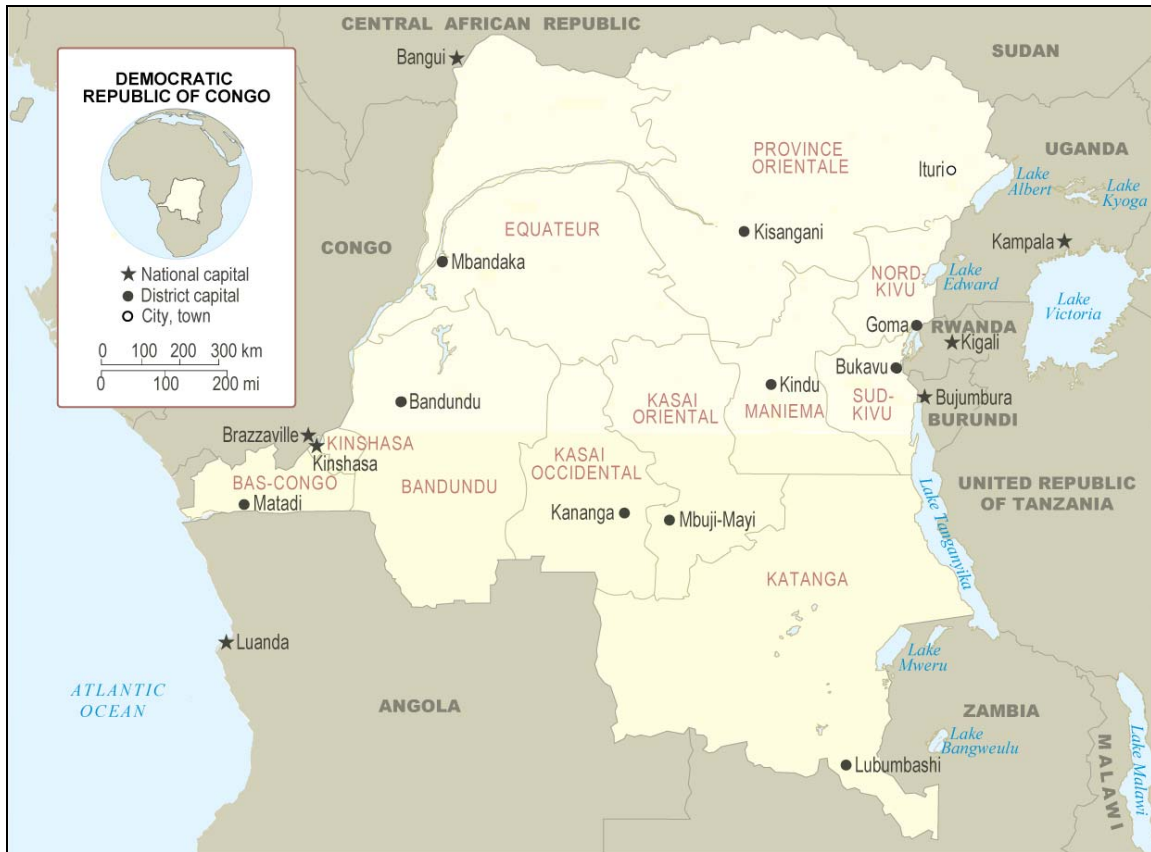 CENTRAL AFRICAN REPUBLIC
SUDAN
Bangui
DEMOCRATIC
REPUBLIC OF CONGO
National capital
District capital
City, town
0 100 200 300 km
0 100 200 mi
PROVINCE
ORIENTALE
Ituri
UGANDA
Lake
Albert
Lake
Kyoga
CONGO
EQUATEUR
Kisangani
Kampala
Mbandaka
NORD-
KIVU
Lake
Edward
Lake
Victoria
Goma
RWANDA
Kigali
Bukavu
Kindu
Bandundu
KASAI
ORIENTAL
MANIEMA
SUD-
KIVU
Bujumbura
BURUNDI
Brazzaville
KINSHASA
Kinshasa
KASAI
OCCIDENTAL
BAS-CONGO
BANDUNDU
Matadi
Kananga
Mbuji-Mayi
UNITED REPUBLIC
OF TANZANIA
Lake Tanganyika
KATANGA
Luanda
Lake
Mweru
ATLANTIC
OCEAN
ANGOLA
ZAMBIA
Lake
Bangweulu
Lubumbashi
MALAWI
Lake Malawi